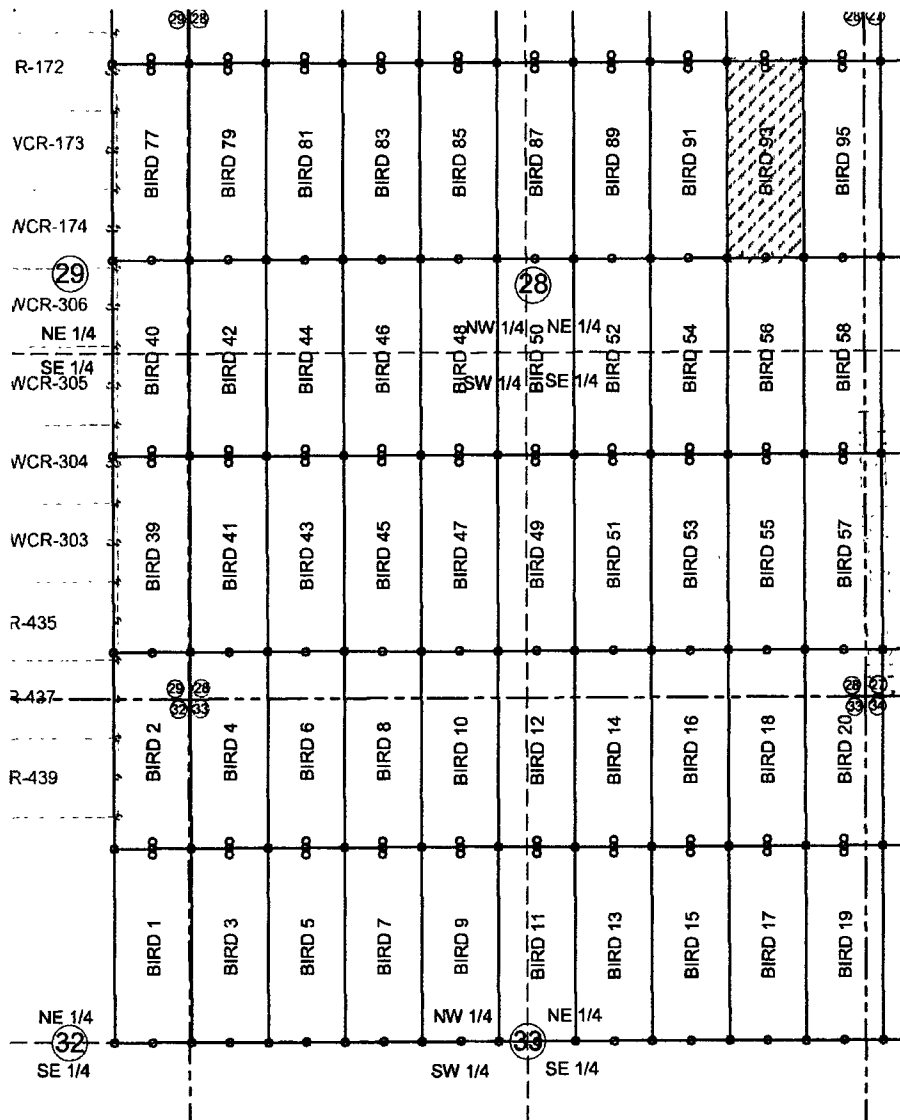 29 28 28 27
R-172
BIRD 77 BIRD 79 BIRD 81 BIRD 83 BIRD 85 BIRD 87 BIRD 89 BIRD 91 BIRD 93 BIRD 95
VCR-173
WCR-174
29 28
WCR-306
NE 1/4 NW 1/4 NE 1/4
BIRD 40 BIRD 42 BIRD 44 BIRD 46 BIRD 48 BIRD 50 BIRD 52 BIRD 54 BIRD 56 BIRD 58
SE 1/4 SW 1/4 SE 1/4
WCR-305
WCR-304
WCR-303
BIRD 39 BIRD 41 BIRD 43 BIRD 45 BIRD 47 BIRD 49 BIRD 51 BIRD 53 BIRD 55 BIRD 57
R-435
29 28 28 27
R-437
32 33 33 34
BIRD 2 BIRD 4 BIRD 6 BIRD 8 BIRD 10 BIRD 12 BIRD 14 BIRD 16 BIRD 18 BIRD 20
R-439
BIRD 1 BIRD 3 BIRD 5 BIRD 7 BIRD 9 BIRD 11 BIRD 13 BIRD 15 BIRD 17 BIRD 19
NE 1/4 NW 1/4 NE 1/4
32 33
SE 1/4 SW 1/4 SE 1/4